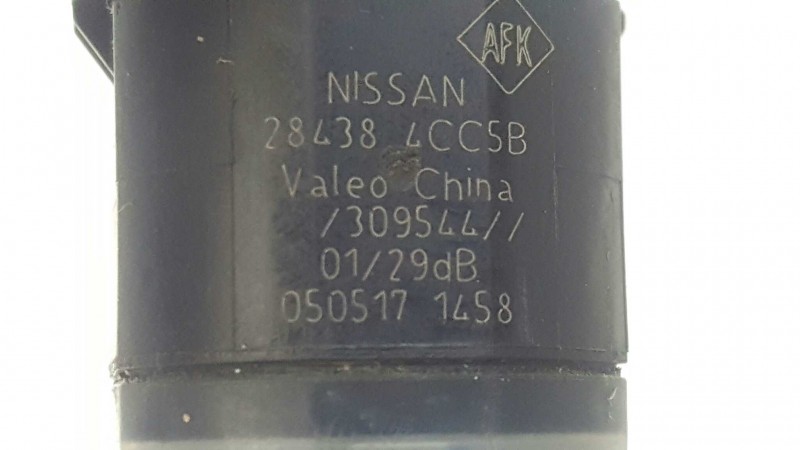 AFK
NISSAN
28438 4CC5B
Valeo China
/309544//
01/29dB
050517 1458